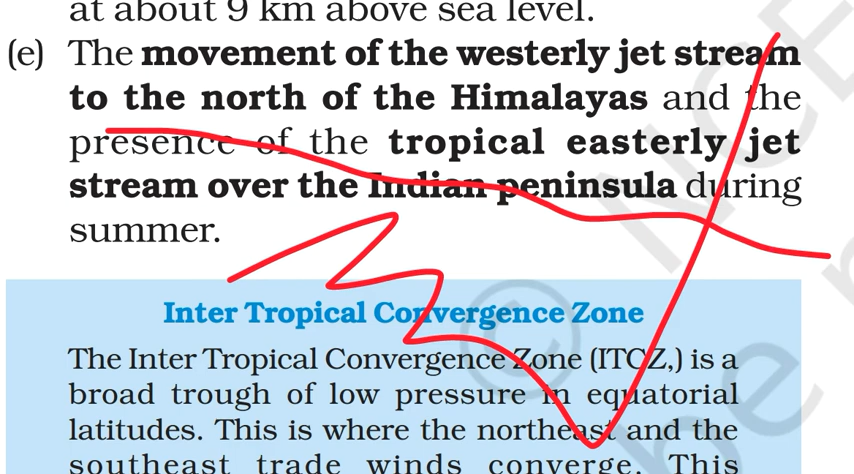 at about 9 km above sea level.
(e) The movement of the westerly jet stream
to the north of the Himalayas and the
presence of the tropical easterly jet
stream over the Indian peninsula during
summer.
Inter Tropical Convergence Zone
The Inter Tropical Convergence Zone (ITCZ,) is a
broad trough of low pressure in equatorial
latitudes. This is where the northeast and the
southeast trade winds converge. This
© NCE
be